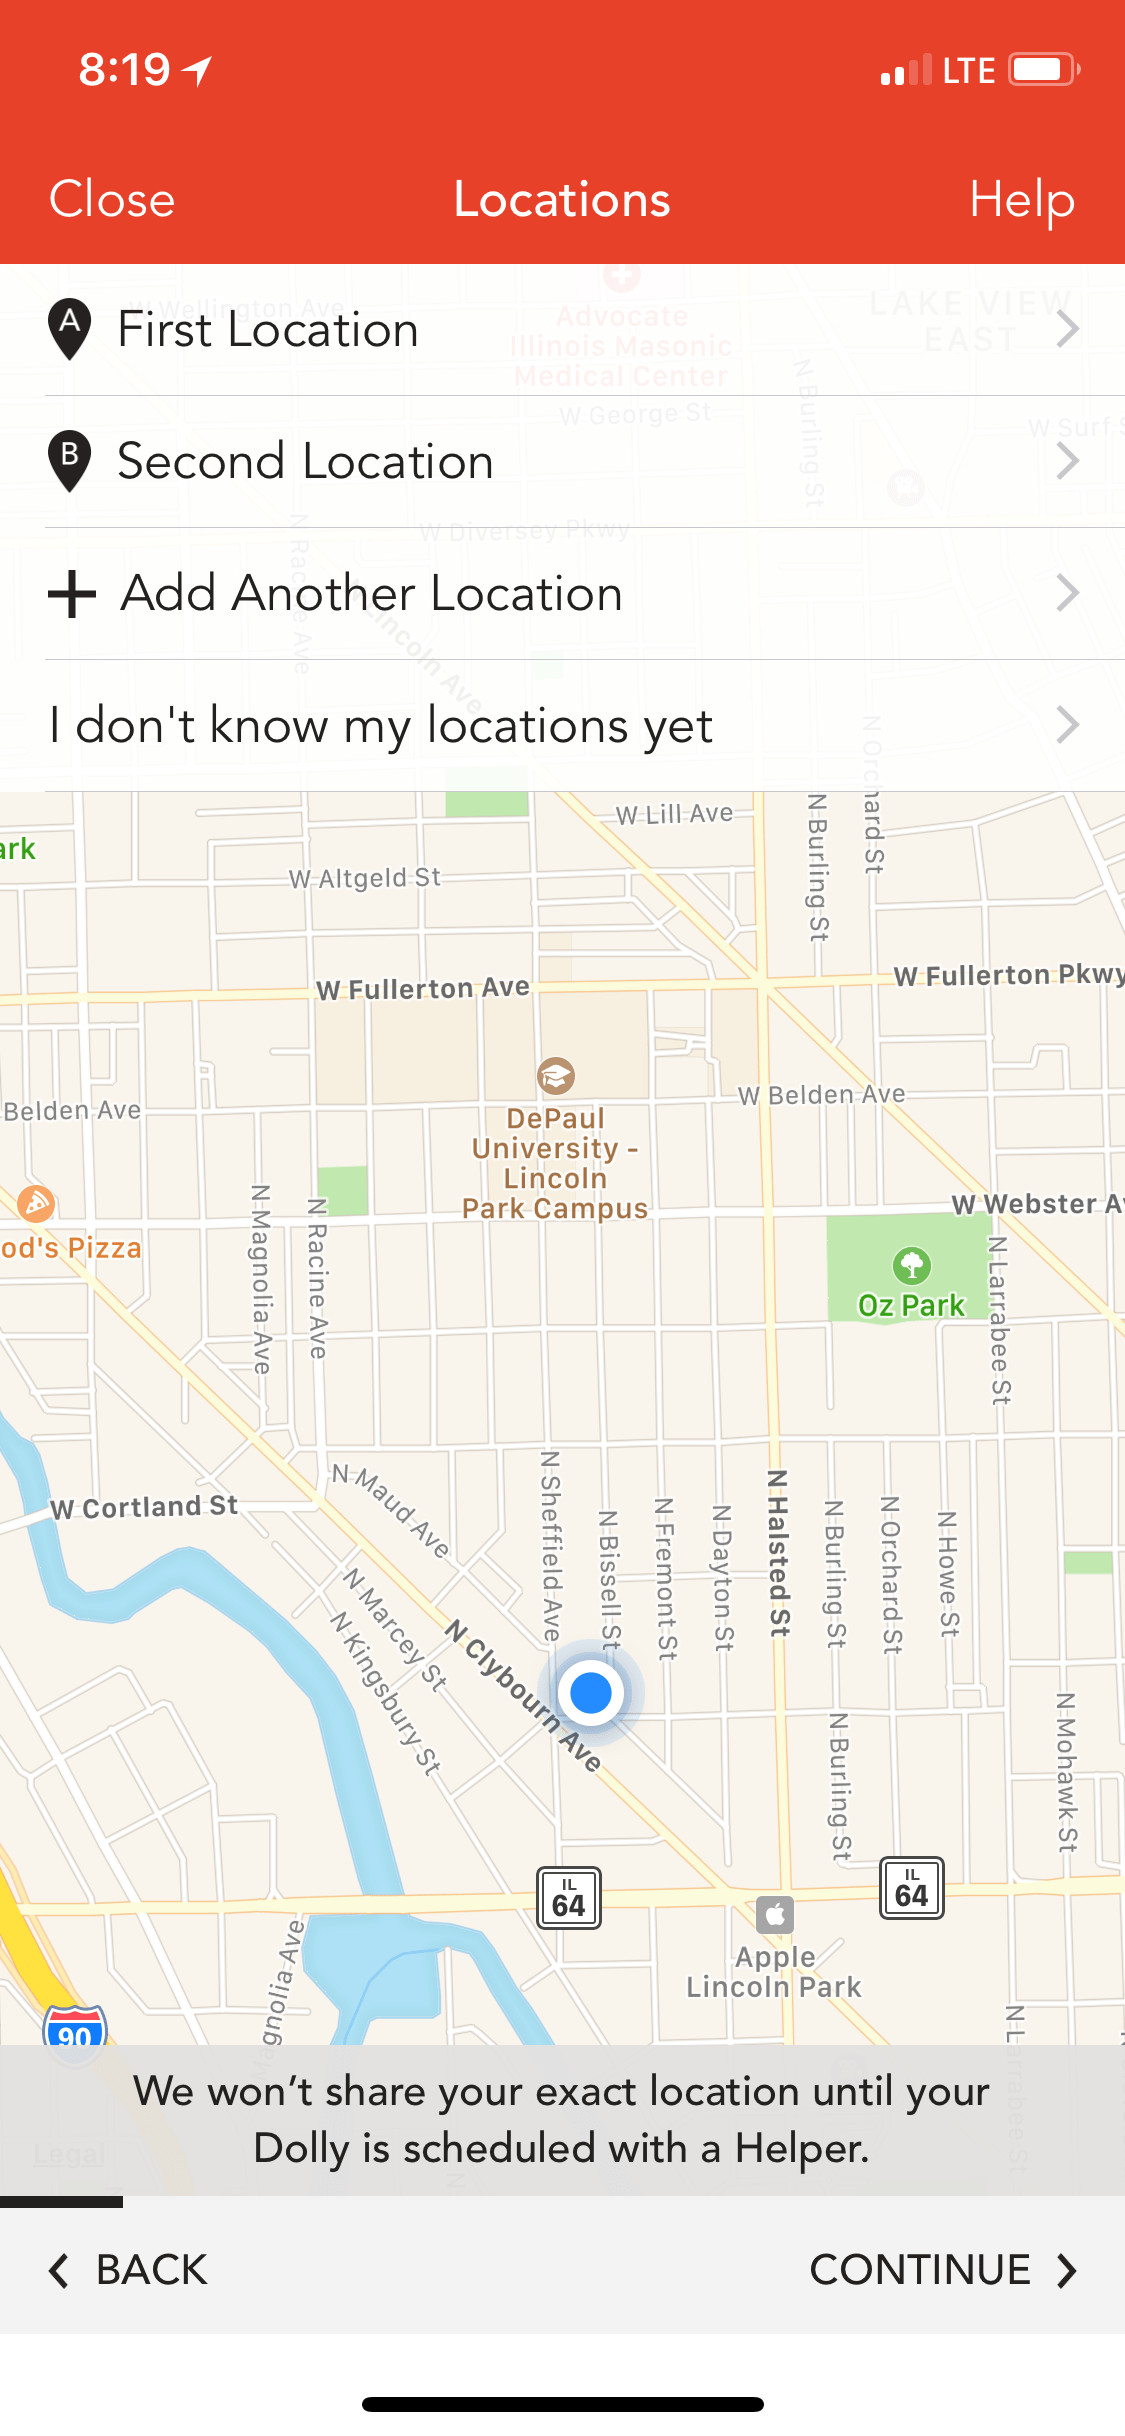 8:19
LTE
Close
Locations
Help
W Wellington Ave
Advocate
Illinois Masonic
Medical Center
LAKE VIEW
EAST
A
First Location
W George St
N Burling St
W Surf S
B
Second Location
W Diversey Pkwy
N Racine Ave
Add Another Location
Lincoln Ave
I don't know my locations yet
N Orchard St
W Lill Ave
N Burling St
ark
W Altgeld St
W Fullerton Ave
W Fullerton Pkwy
Belden Ave
W Belden Ave
DePaul
University -
Lincoln
Park Campus
W Webster Av
od's Pizza
N Magnolia Ave
N Racine Ave
Oz Park
N Larrabee St
W Cortland St
N Maud Ave
N Marcey St
N Kingsbury St
N Clybourn Ave
N Sheffield Ave
N Bissell St
N Fremont St
N Dayton St
N Halsted St
N Burling St
N Orchard St
N Howe St
N Burling St
N Mohawk St
IL
64
IL
64
Apple
Lincoln Park
Magnolia Ave
90
N Larrabee St
We won't share your exact location until your
Dolly is scheduled with a Helper.
Legal
N
BACK
CONTINUE